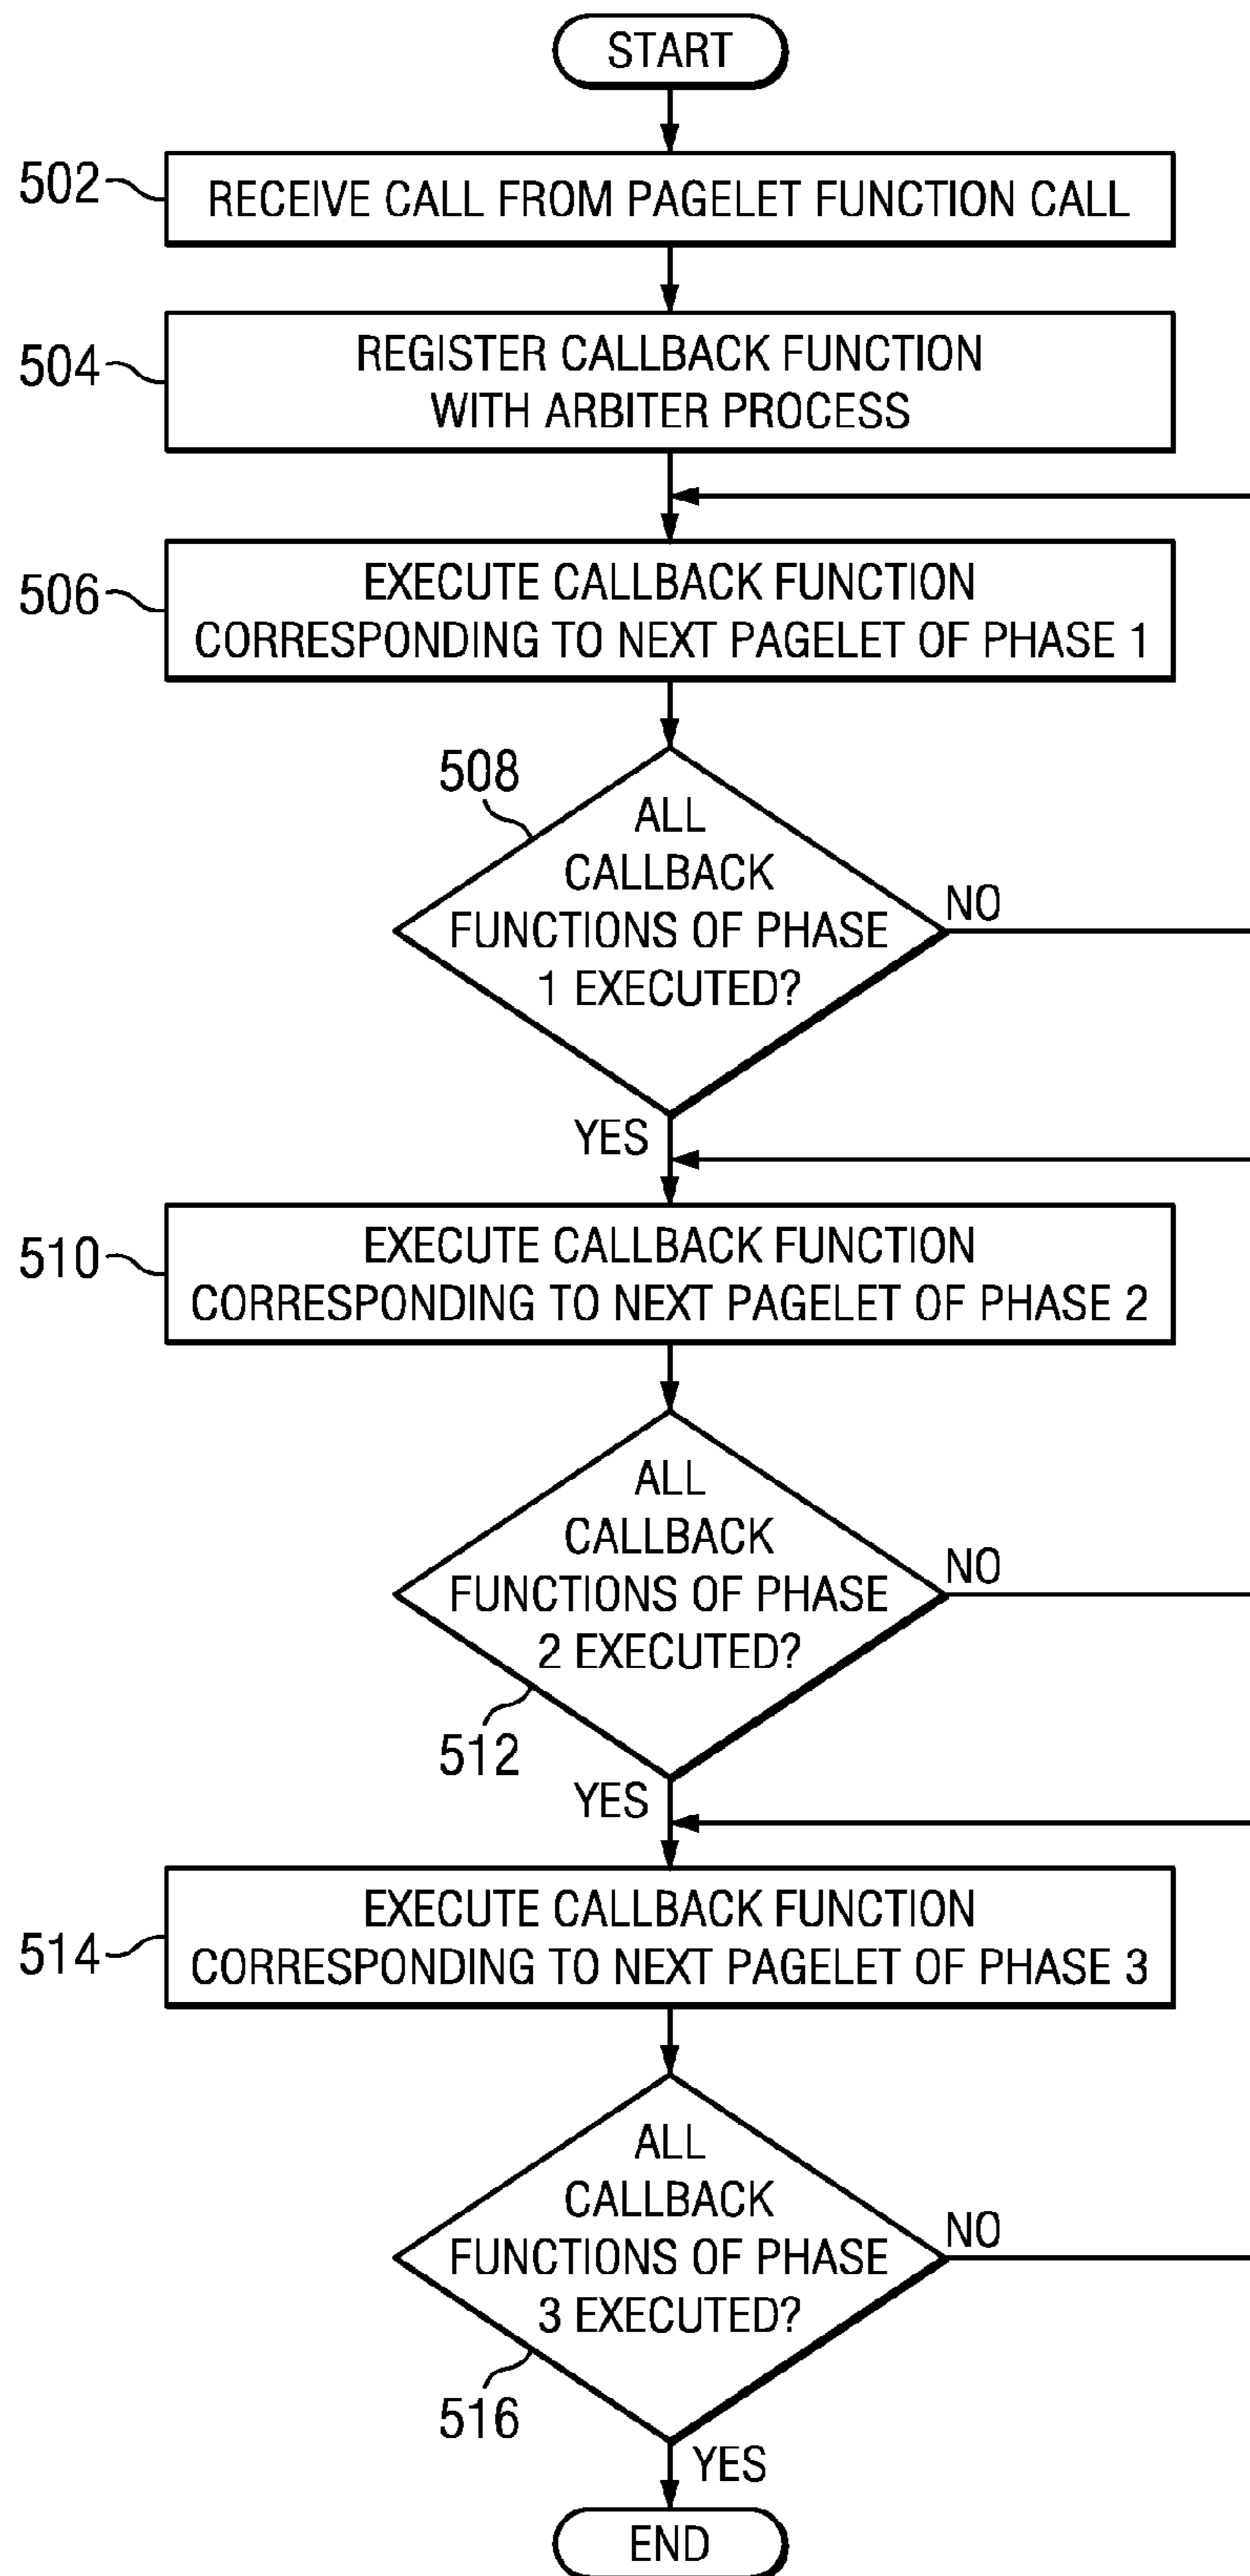 START
502
RECEIVE CALL FROM PAGELET FUNCTION CALL
504
REGISTER CALLBACK FUNCTION
WITH ARBITER PROCESS
506
EXECUTE CALLBACK FUNCTION
CORRESPONDING TO NEXT PAGELET OF PHASE 1
508
ALL
CALLBACK
FUNCTIONS OF PHASE
1 EXECUTED?
NO
YES
510
EXECUTE CALLBACK FUNCTION
CORRESPONDING TO NEXT PAGELET OF PHASE 2
ALL
CALLBACK
FUNCTIONS OF PHASE
2 EXECUTED?
NO
512
YES
514
EXECUTE CALLBACK FUNCTION
CORRESPONDING TO NEXT PAGELET OF PHASE 3
ALL
CALLBACK
FUNCTIONS OF PHASE
3 EXECUTED?
NO
516
YES
END